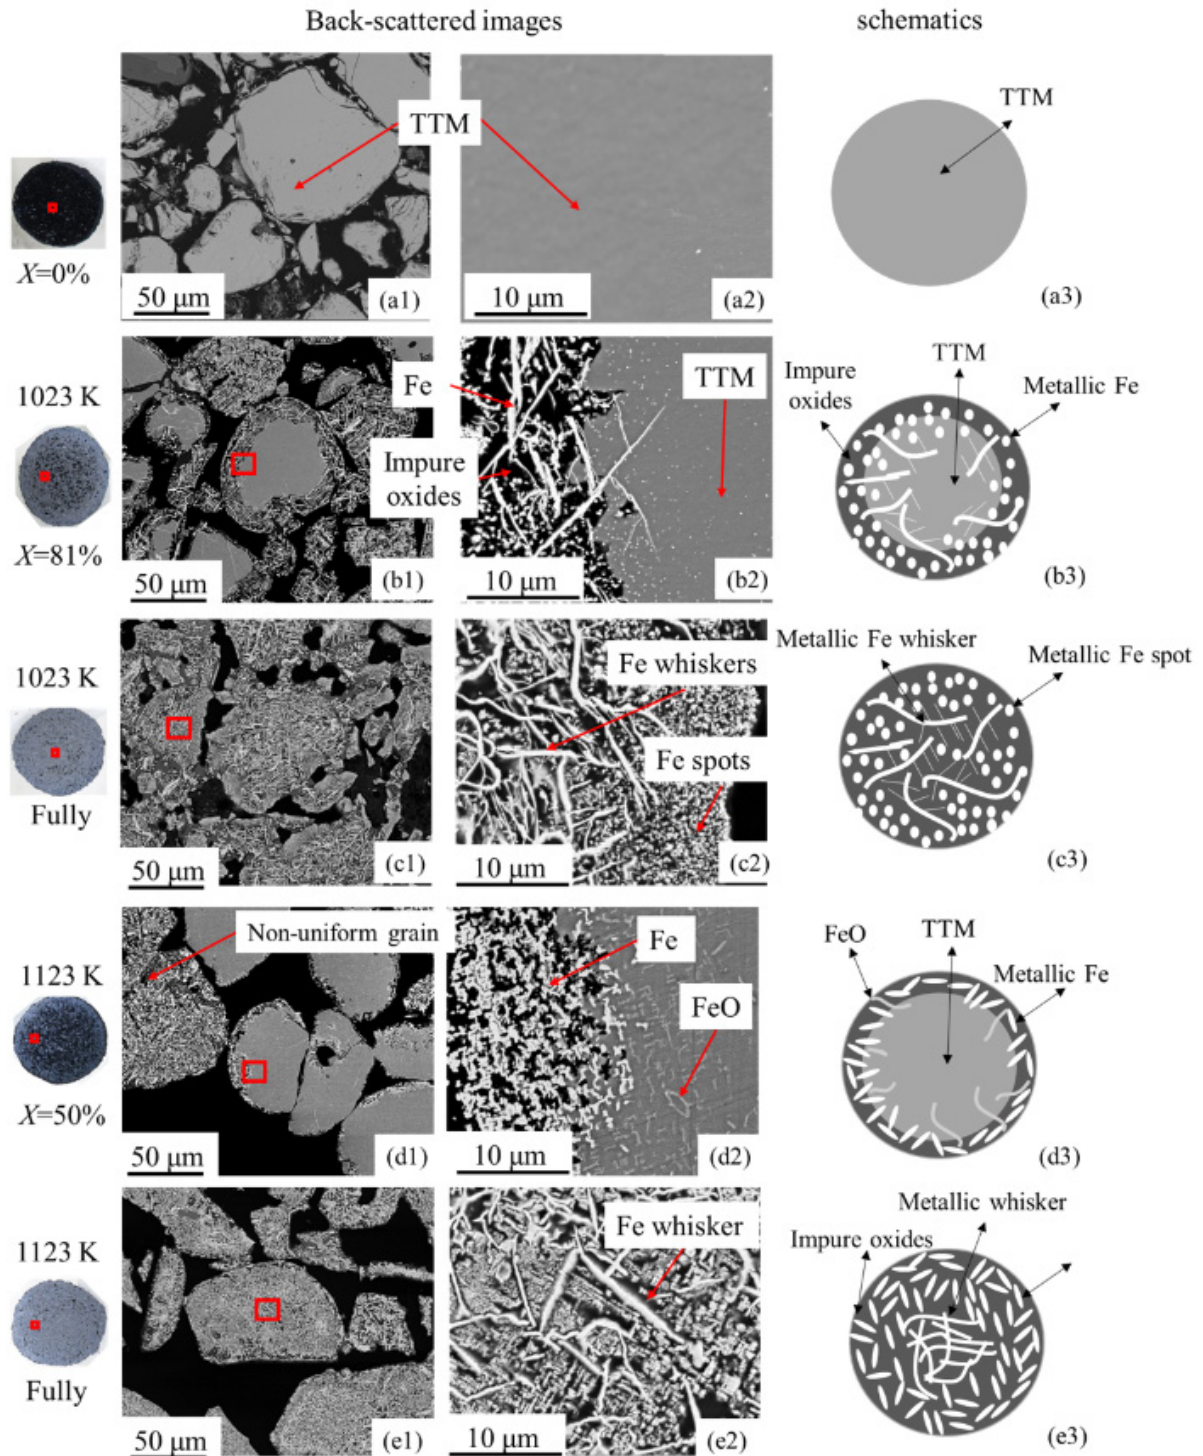 Back-scattered images
schematics
TTM
TTM
X=0%
50 μm
(a1)
10 μm
(a2)
(a3)
1023 K
X=81%
Fe
Impure
oxides
50 μm
(b1)
TTM
10 μm
(b2)
TTM
Impure
oxides
Metallic Fe
(b3)
1023 K
Fully
50 μm
(c1)
Fe whiskers
Fe spots
10 μm
(c2)
Metallic Fe whisker
Metallic Fe spot
(c3)
1123 K
X=50%
Non-uniform grain
50 μm
(d1)
Fe
FeO
10 μm
(d2)
FeO
TTM
Metallic Fe
(d3)
1123 K
Fully
50 μm
(e1)
Fe whisker
10 μm
(e2)
Metallic whisker
Impure oxides
(e3)